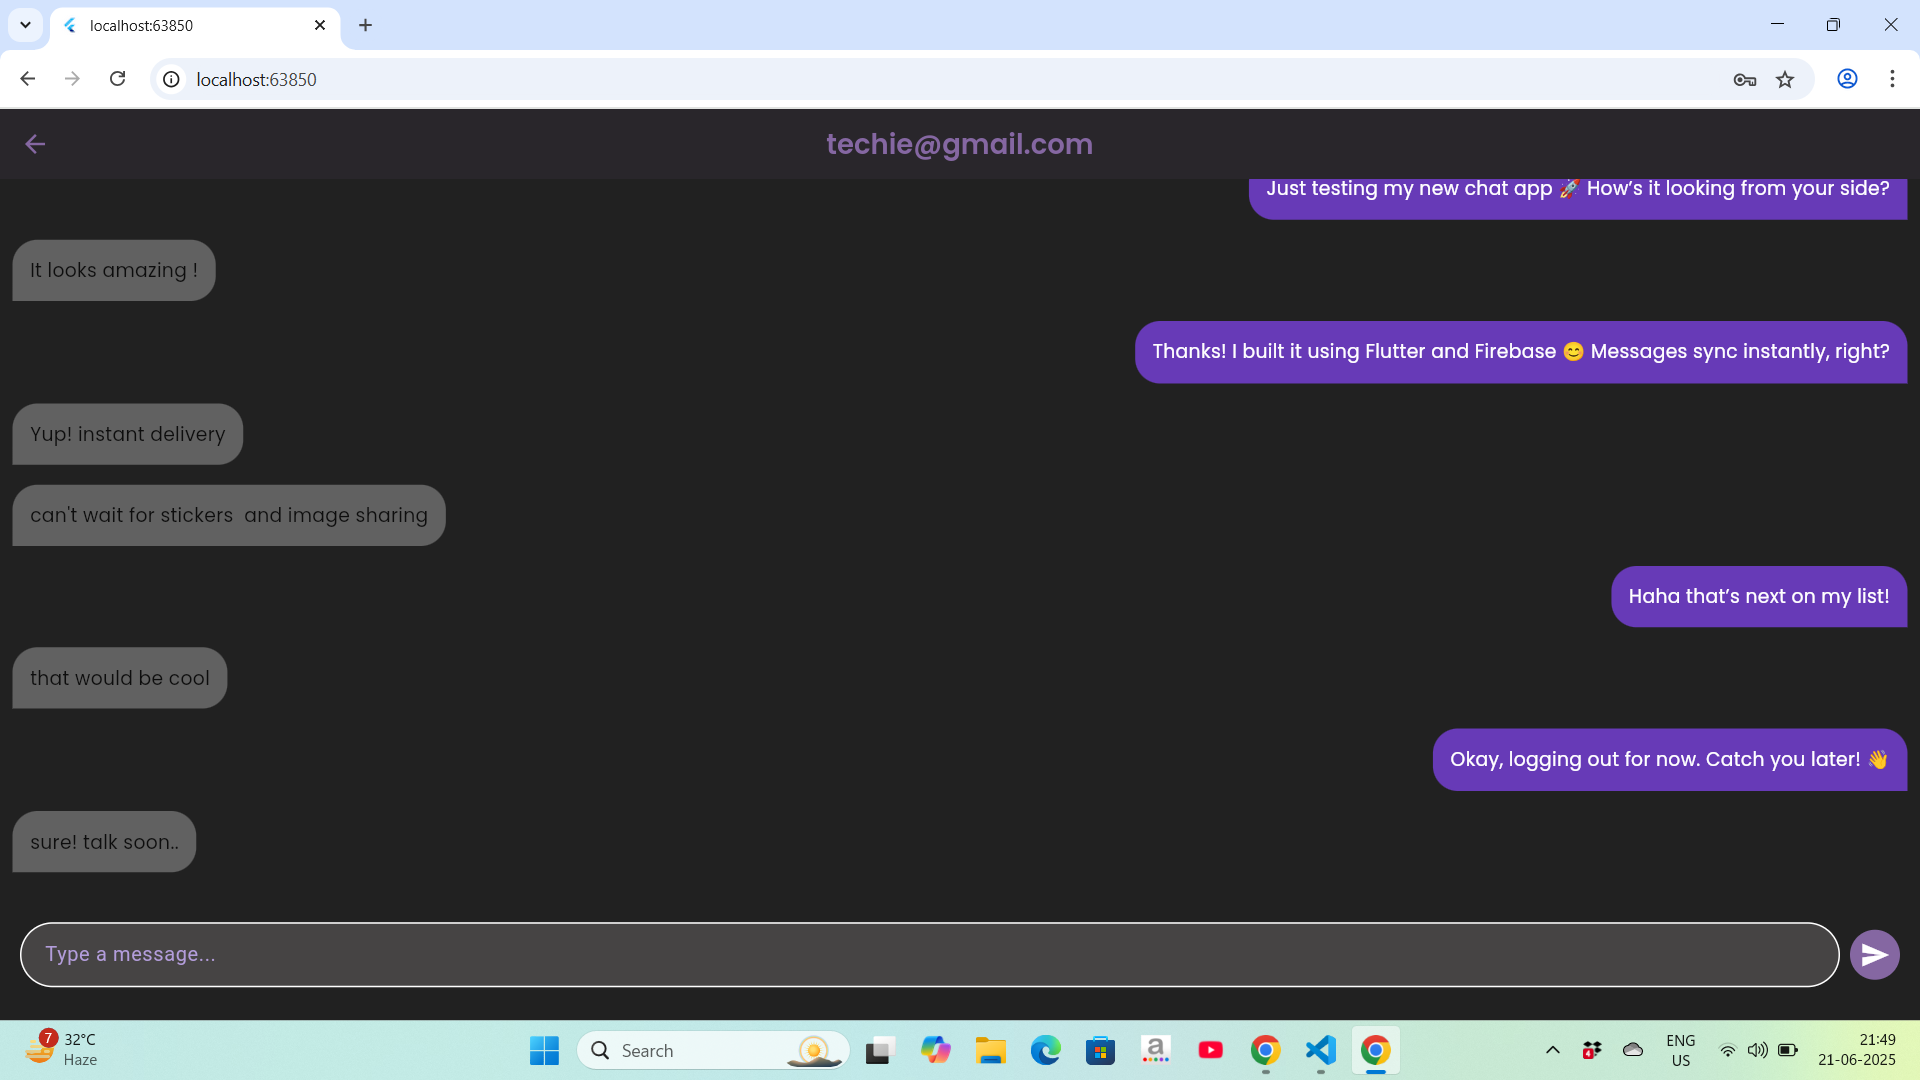 localhost:63850
localhost:63850
techie@gmail.com
Just testing my new chat app 🚀 How’s it looking from your side?
It looks amazing !
Thanks! I built it using Flutter and Firebase 😊 Messages sync instantly, right?
Yup! instant delivery
can't wait for stickers  and image sharing
Haha that’s next on my list!
that would be cool
Okay, logging out for now. Catch you later! 👋
sure! talk soon..
Type a message...
7
32°C
Haze
Search
a
4
ENG
US
21:49
21-06-2025